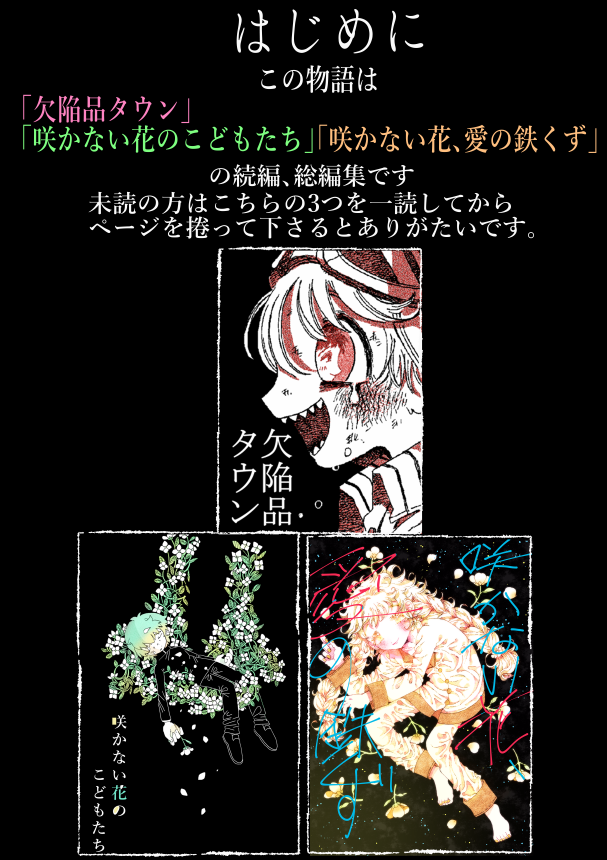 はじめに
この物語は
「欠陥品タウン」
「咲かない花のこどもたち」「咲かない花、愛の鉄くず」
の続編、総編集です
未読の方はこちらの3つを一読してから
ページを捲って下さるとありがたいです。
欠陥品.。
タウン
咲かない花の
こどもたち
咲かない花、
愛の鉄くず